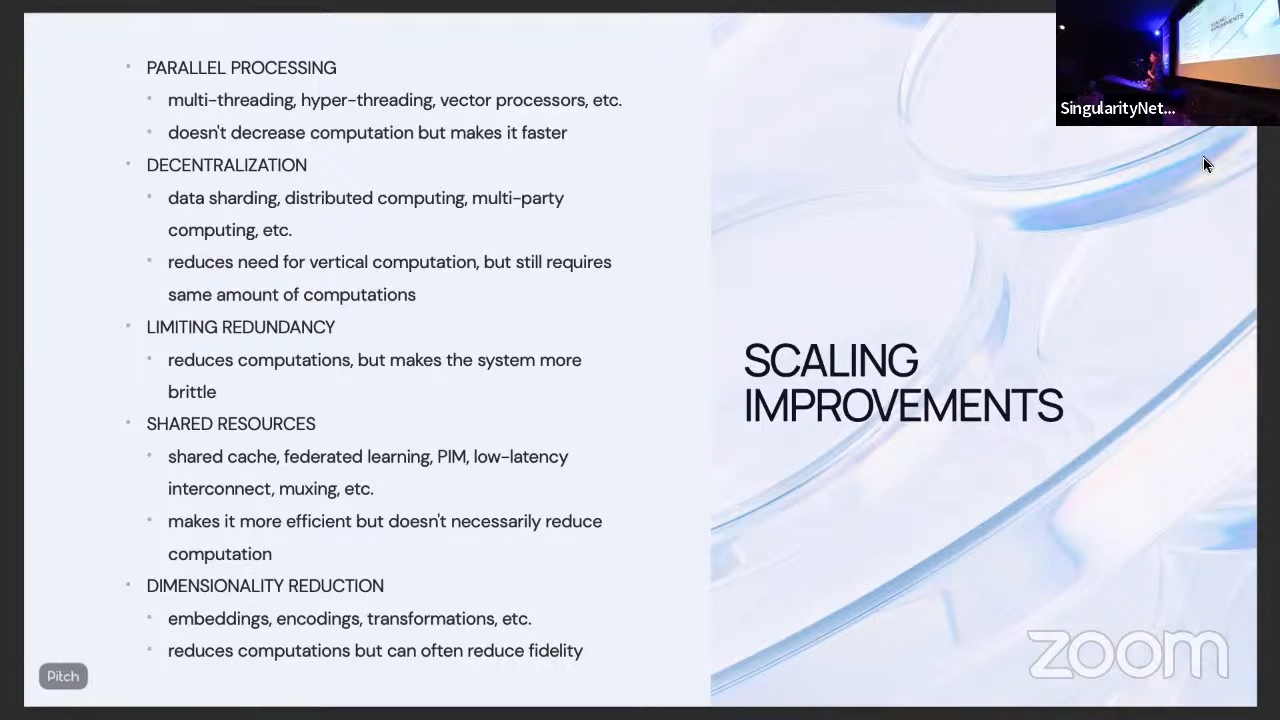 PARALLEL PROCESSING
multi-threading, hyper-threading, vector processors, etc.
doesn't decrease computation but makes it faster
DECENTRALIZATION
data sharding, distributed computing, multi-party
computing, etc.
reduces need for vertical computation, but still requires
same amount of computations
LIMITING REDUNDANCY
reduces computations, but makes the system more
brittle
SHARED RESOURCES
shared cache, federated learning, PIM, low-latency
interconnect, muxing, etc.
makes it more efficient but doesn't necessarily reduce
computation
DIMENSIONALITY REDUCTION
embeddings, encodings, transformations, etc.
reduces computations but can often reduce fidelity
Pitch
SCALING
IMPROVEMENTS
SCALING
IMPROVEMENTS
SingularityNet...
zoom